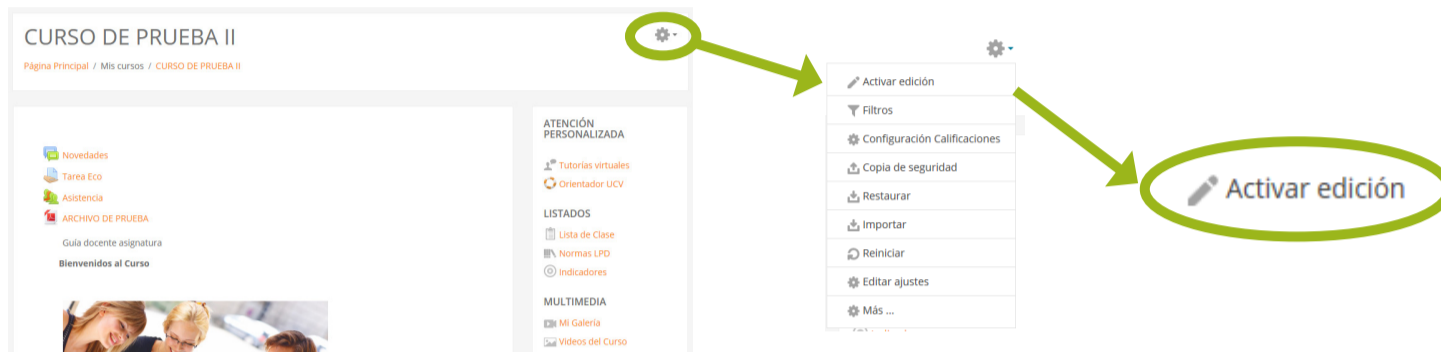 CURSO DE PRUEBA II
Página Principal / Mis cursos / CURSO DE PRUEBA II
Novedades
Tarea Eco
Asistencia
ARCHIVO DE PRUEBA
Guía docente asignatura
Bienvenidos al Curso
ATENCIÓN
PERSONALIZADA
Tutorías virtuales
Orientador UCV
LISTADOS
Lista de Clase
Normas LPD
Indicadores
MULTIMEDIA
Mi Galería
Videos del Curso
Activar edición
Filtros
Configuración Calificaciones
Copia de seguridad
Restaurar
Importar
Reiniciar
Editar ajustes
Más ...
Activar edición